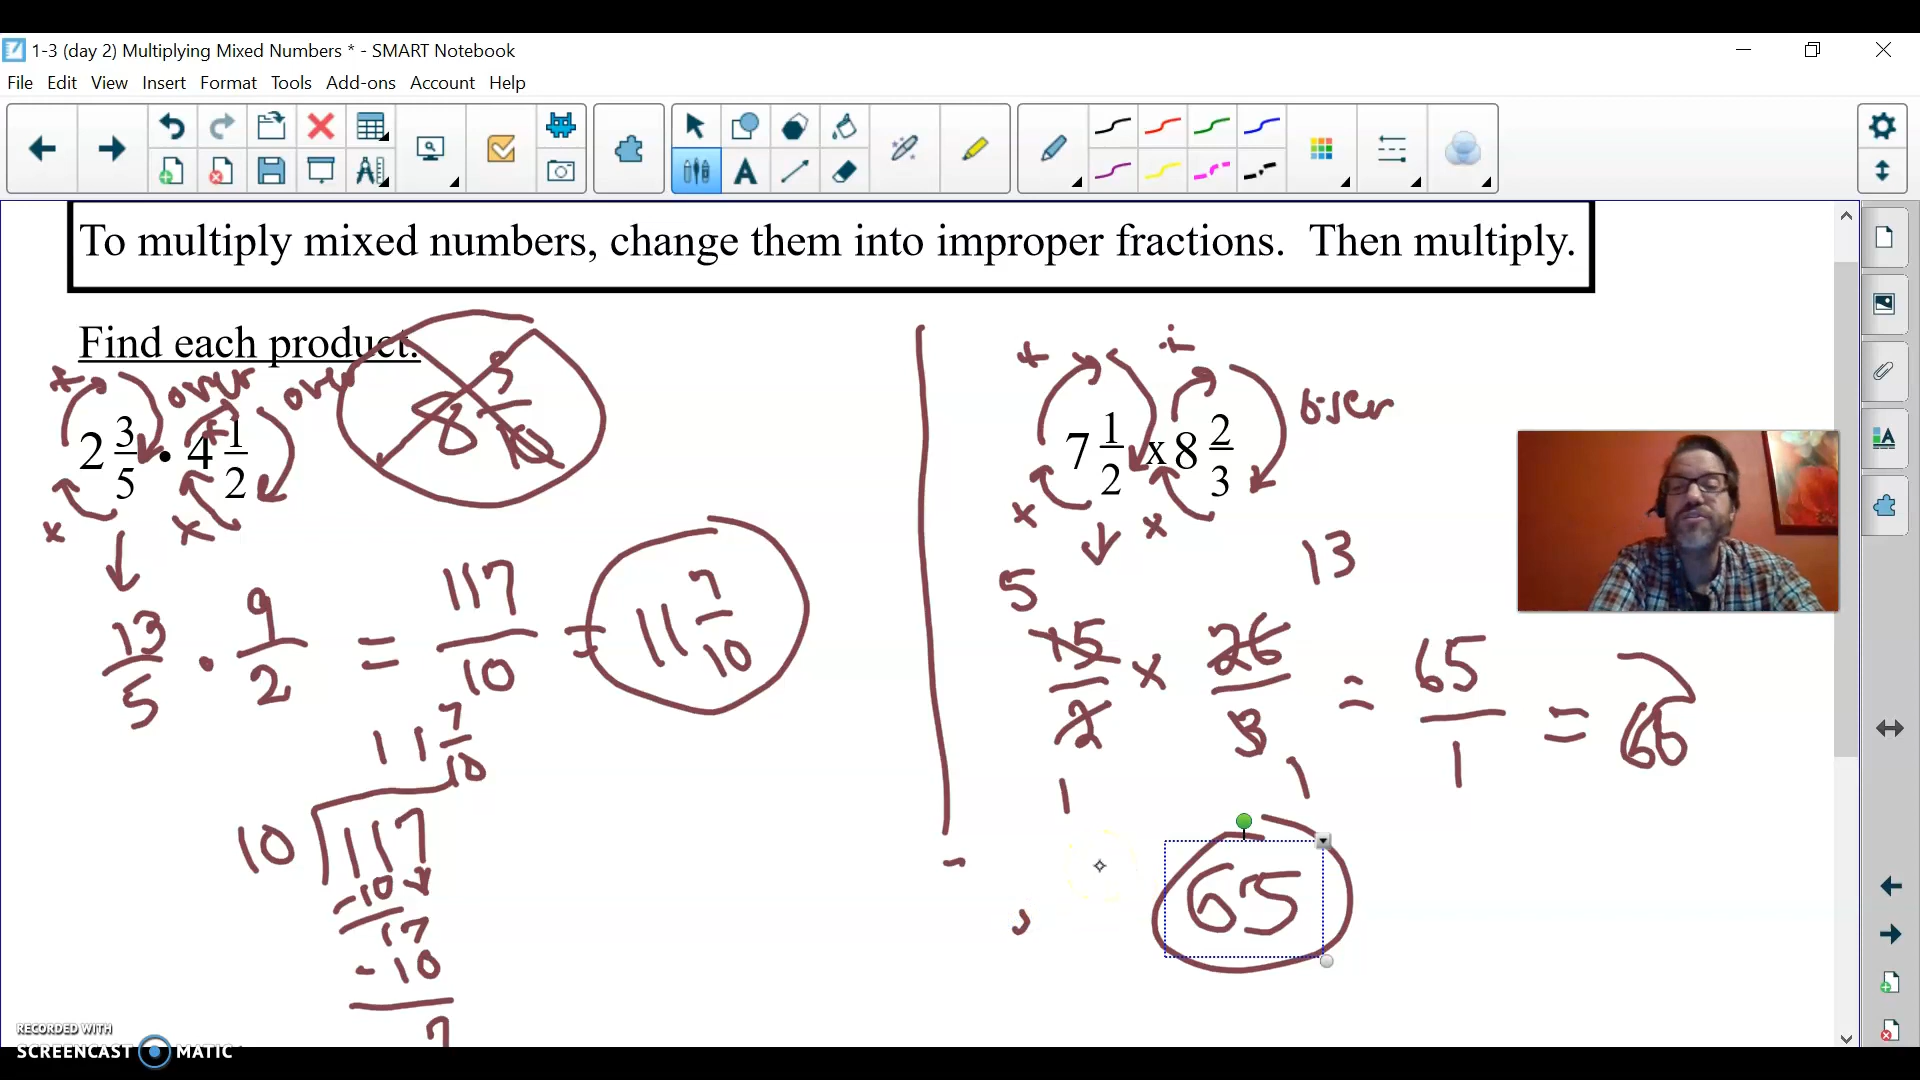 1-3 (day 2) Multiplying Mixed Numbers * - SMART Notebook
File Edit View Insert Format Tools Add-ons Account Help
To multiply mixed numbers, change them into improper fractions. Then multiply.
Find each product.
+ over + over
2 3/5 • 4 1/2
x x
8 3/10
13/5 • 9/2 = 117/10 = 11 7/10
11 7/10
10 117
-10
17
-10
7
+ +
7 1/2 x 8 2/3
over
x x
5 13
15/2 x 26/3 = 65/1 =
1 1
65
RECORDED WITH
SCREENCAST MATIC